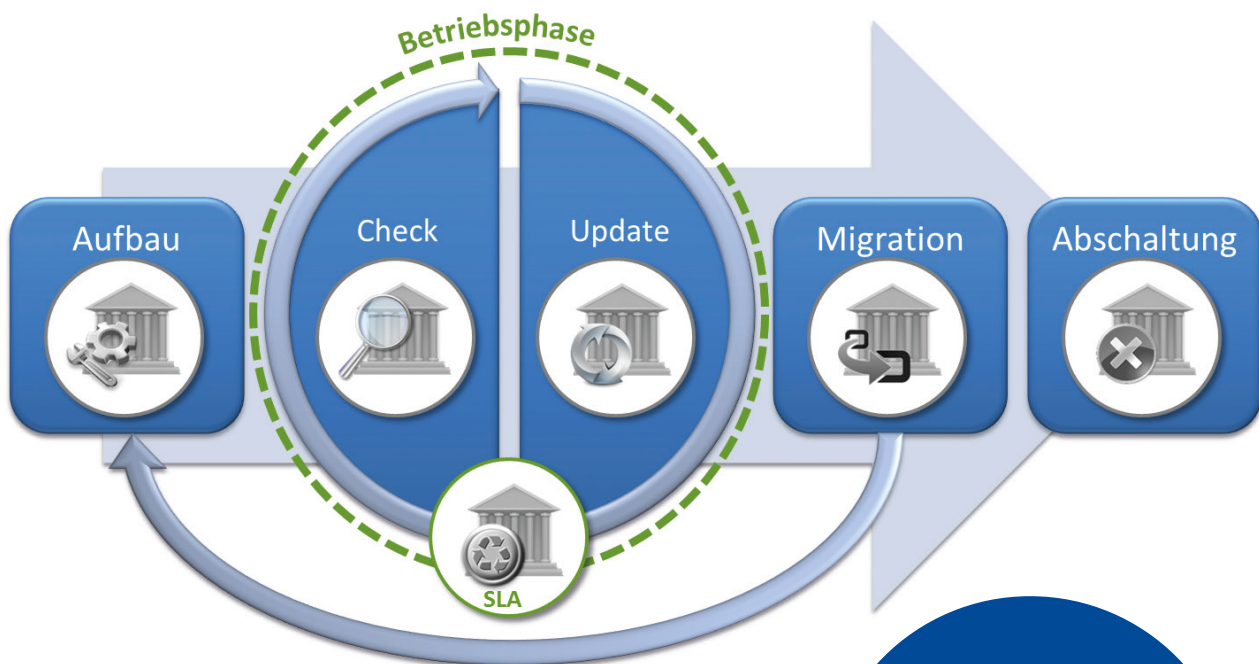 Betriebsphase
Aufbau
Check
Update
Migration
Abschaltung
SLA